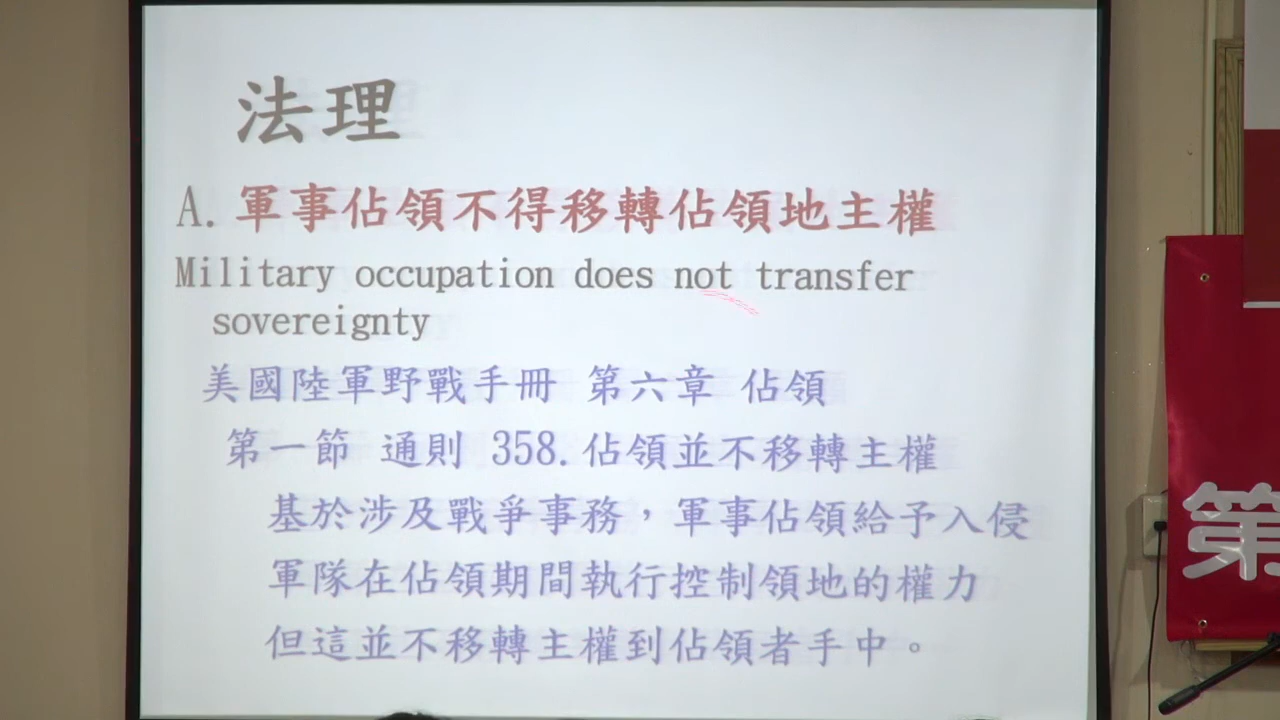 法理
A. 軍事佔領不得移轉佔領地主權
Military occupation does not transfer
sovereignty
美國陸軍野戰手冊 第六章 佔領
第一節 通則 358. 佔領並不移轉主權
基於涉及戰爭事務，軍事佔領給予入侵
軍隊在佔領期間執行控制領地的權力
但這並不移轉主權到佔領者手中。
第